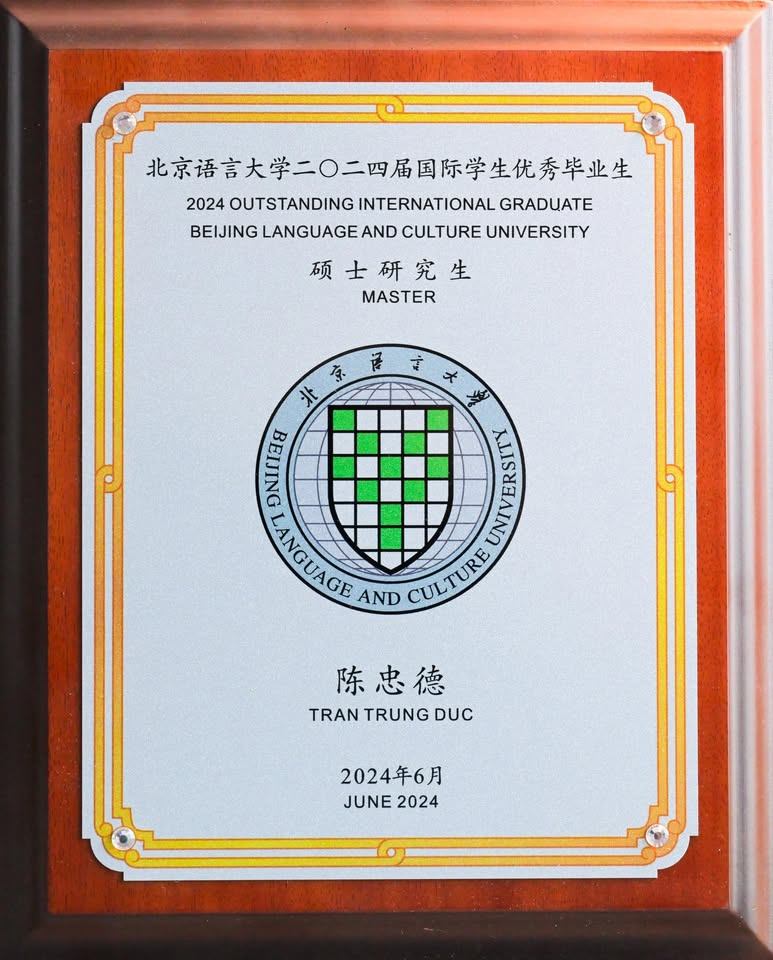 北京语言大学二〇二四届国际学生优秀毕业生
2024 OUTSTANDING INTERNATIONAL GRADUATE
BEIJING LANGUAGE AND CULTURE UNIVERSITY
硕士研究生
MASTER
北京语言大學
BEIJING LANGUAGE AND CULTURE UNIVERSITY
陈忠德
TRAN TRUNG DUC
2024年6月
JUNE 2024